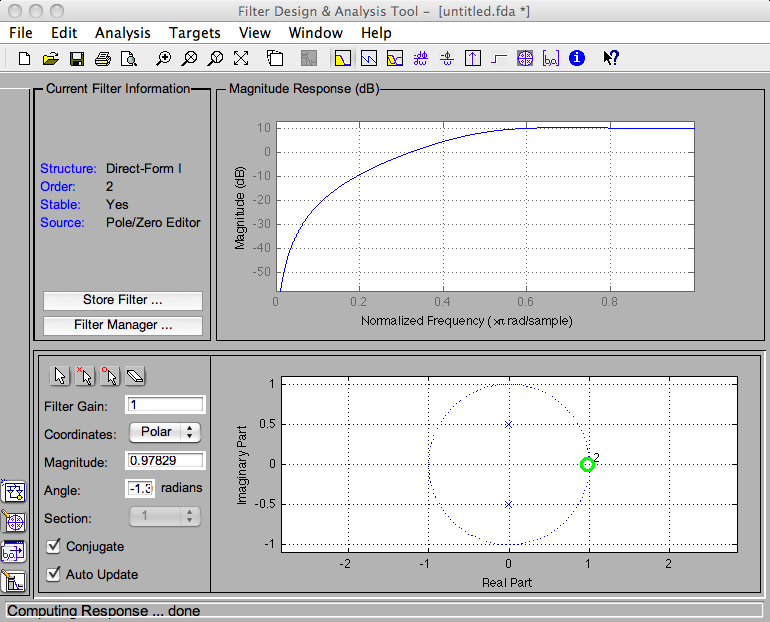 Filter Design & Analysis Tool – [untitled.fda *]
File Edit Analysis Targets View Window Help
Current Filter Information
Structure: Direct-Form I
Order: 2
Stable: Yes
Source: Pole/Zero Editor
Store Filter ...
Filter Manager ...
Magnitude Response (dB)
10
0
-10
-20
-30
-40
-50
Magnitude (dB)
0 0.2 0.4 0.6 0.8
Normalized Frequency (×π rad/sample)
Filter Gain: 1
Coordinates: Polar
Magnitude: 0.97829
Angle: -1.3 radians
Section: 1
Conjugate
Auto Update
1
0.5
0
-0.5
-1
Imaginary Part
2
-2 -1 0 1 2
Real Part
Computing Response ... done